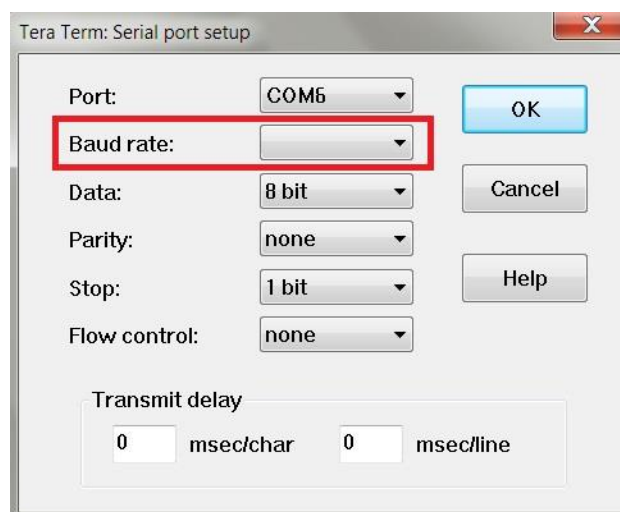 Tera Term: Serial port setup
Port: COM6
Baud rate:
Data: 8 bit
Parity: none
Stop: 1 bit
Flow control: none
OK
Cancel
Help
Transmit delay
0 msec/char 0 msec/line